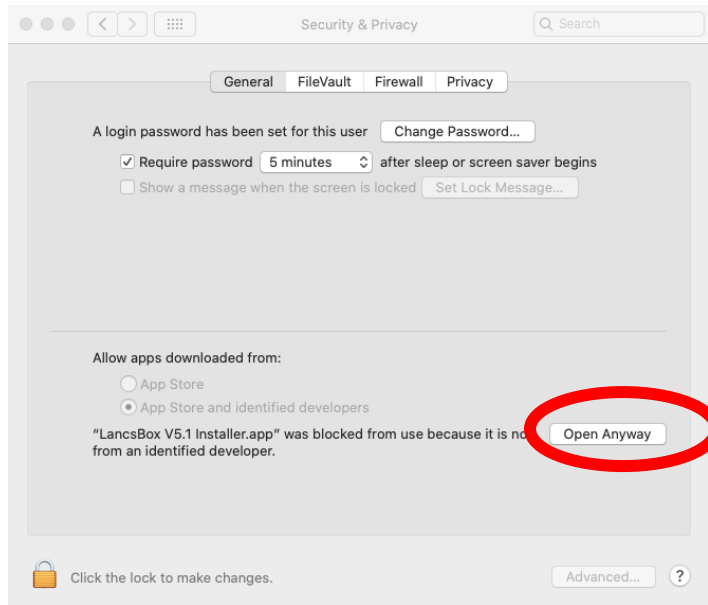 Security & Privacy
Search
General FileVault Firewall Privacy
A login password has been set for this user Change Password...
Require password 5 minutes after sleep or screen saver begins
Show a message when the screen is locked Set Lock Message...
Allow apps downloaded from:
App Store
App Store and identified developers
“LancsBox V5.1 Installer.app” was blocked from use because it is Open Anyway
from an identified developer.
Click the lock to make changes.
Advanced... ?